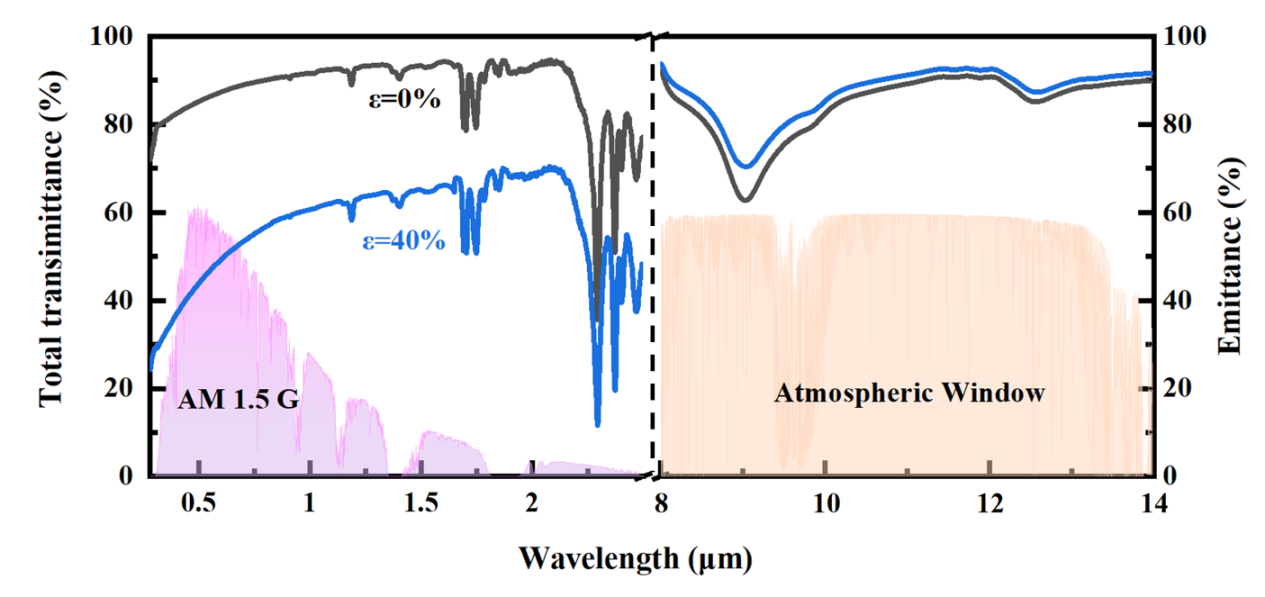 100
80
60
40
20
0
Total transimittance (%)
ε=0%
ε=40%
AM 1.5 G
Atmospheric Window
100
80
60
40
20
0
Emittance (%)
0.5 1 1.5 2 8 10 12 14
Wavelength (μm)